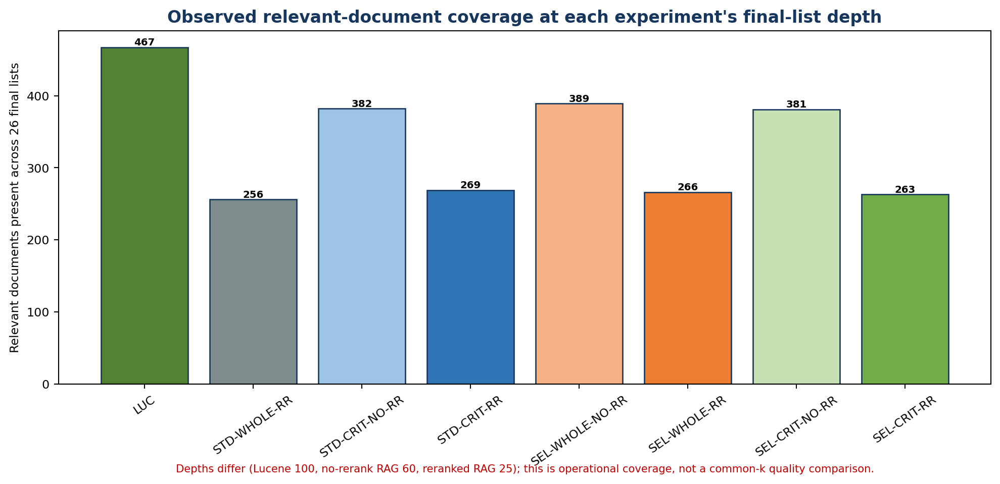 Observed relevant-document coverage at each experiment's final-list depth
Relevant documents present across 26 final lists
400
300
200
100
0
467
256
382
269
389
266
381
263
LUC
STD-WHOLE-RR
STD-CRIT-NO-RR
STD-CRIT-RR
SEL-WHOLE-NO-RR
SEL-WHOLE-RR
SEL-CRIT-NO-RR
SEL-CRIT-RR
Depths differ (Lucene 100, no-rerank RAG 60, reranked RAG 25); this is operational coverage, not a common-k quality comparison.